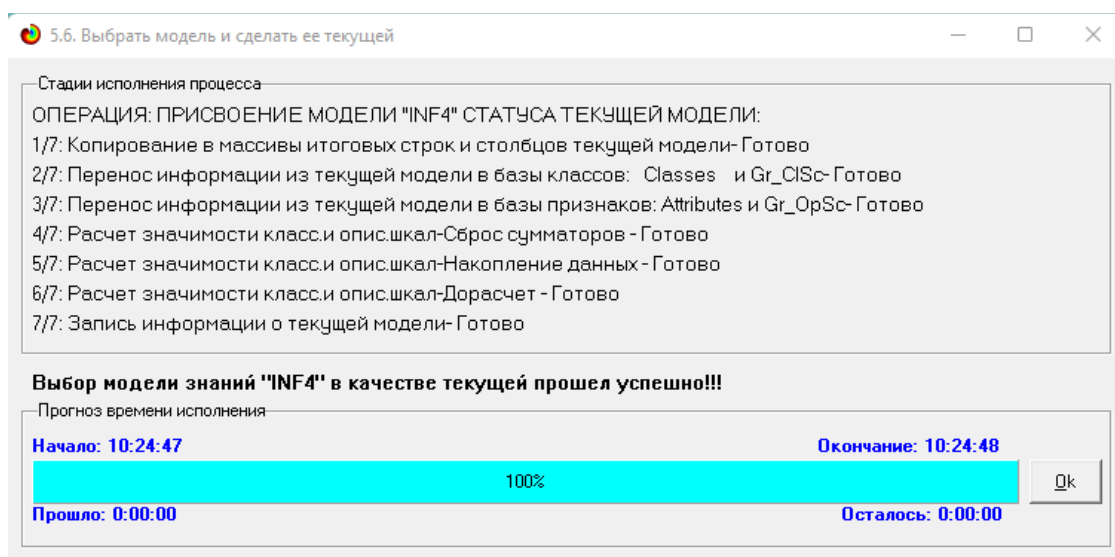 5.6. Выбрать модель и сделать ее текущей
Стадии исполнения процесса
ОПЕРАЦИЯ: ПРИСВОЕНИЕ МОДЕЛИ "INF4" СТАТУСА ТЕКУЩЕЙ МОДЕЛИ:
1/7: Копирование в массивы итоговых строк и столбцов текущей модели- Готово
2/7: Перенос информации из текущей модели в базы классов: Classes и Gr_ClSc- Готово
3/7: Перенос информации из текущей модели в базы признаков: Attributes и Gr_OpSc- Готово
4/7: Расчет значимости класс.и опис.шкал-Сброс сумматоров - Готово
5/7: Расчет значимости класс.и опис.шкал-Накопление данных - Готово
6/7: Расчет значимости класс.и опис.шкал-Дорасчет - Готово
7/7: Запись информации о текущей модели- Готово
Выбор модели знаний "INF4" в качестве текущей прошел успешно!!!
Прогноз времени исполнения
Начало: 10:24:47 Окончание: 10:24:48
100% Ok
Прошло: 0:00:00 Осталось: 0:00:00